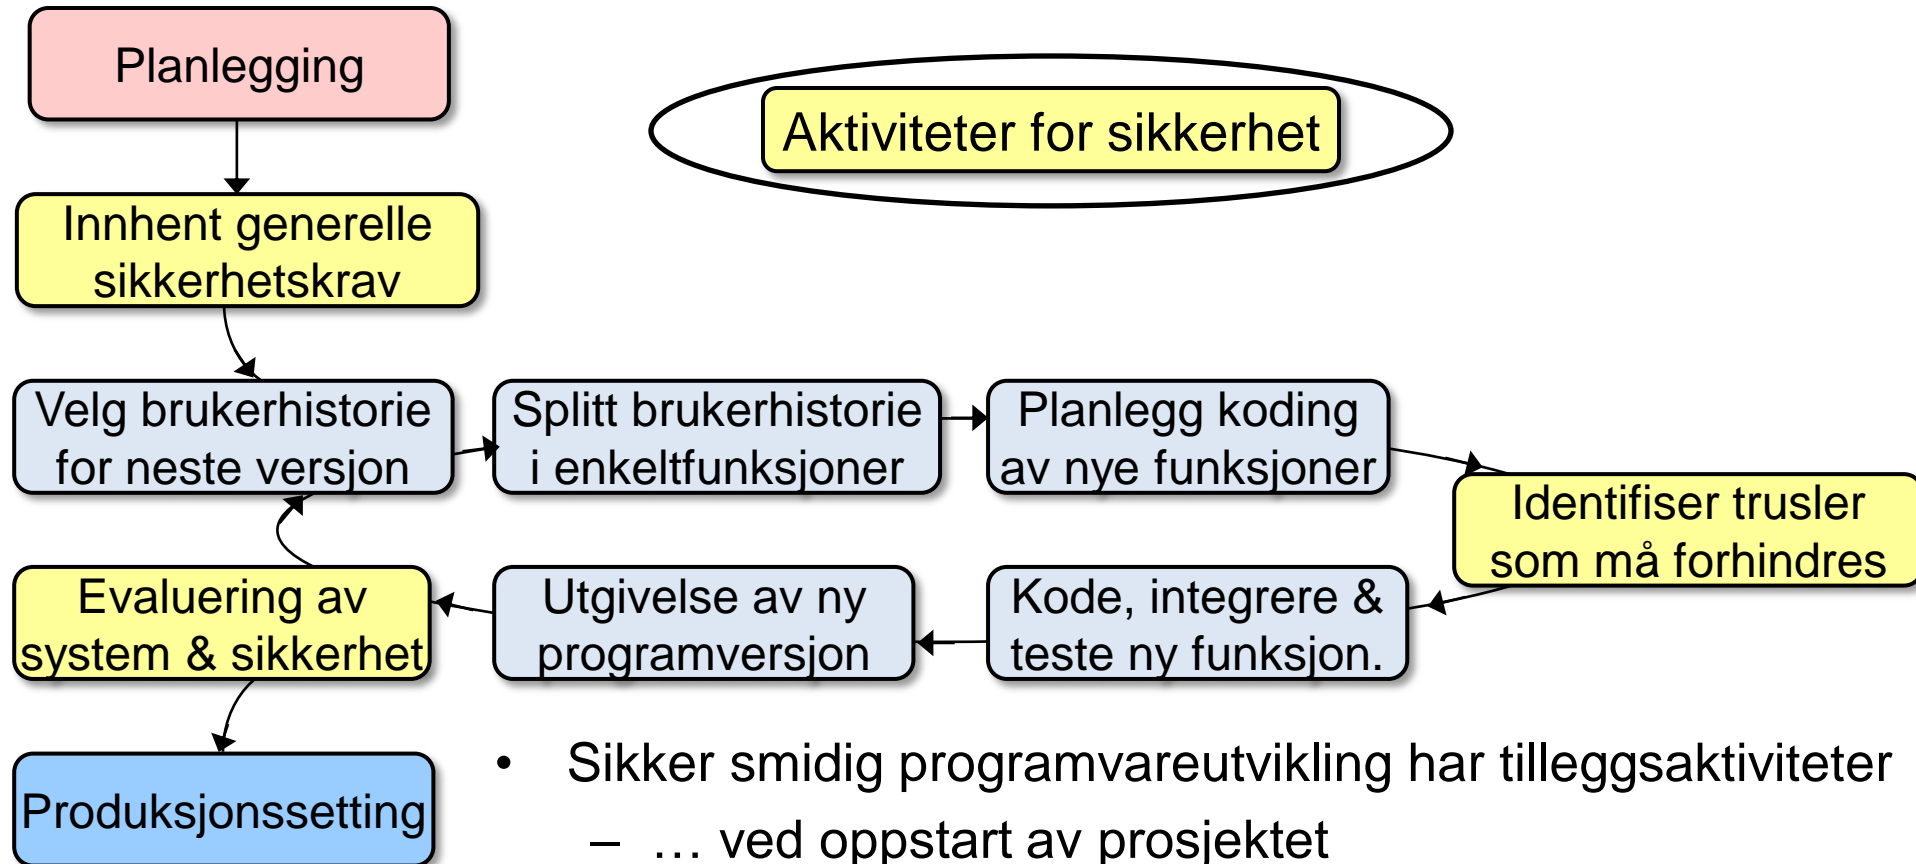 Planlegging
Aktiviteter for sikkerhet
Innhent generelle
sikkerhetskrav
Velg brukerhistorie
for neste versjon
Splitt brukerhistorie
i enkeltfunksjoner
Planlegg koding
av nye funksjoner
Identifiser trusler
som må forhindres
Kode, integrere &
teste ny funksjon.
Utgivelse av ny
programversjon
Evaluering av
system & sikkerhet
Produksjonssetting
• Sikker smidig programvareutvikling har tilleggsaktiviteter
– … ved oppstart av prosjektet